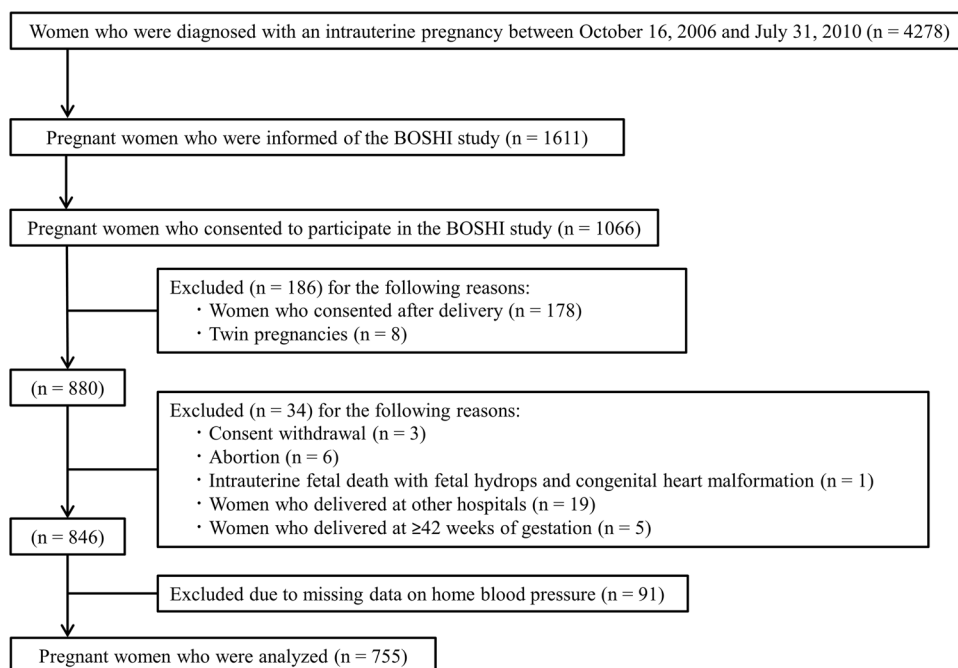 Women who were diagnosed with an intrauterine pregnancy between October 16, 2006 and July 31, 2010 (n = 4278)
Pregnant women who were informed of the BOSHI study (n = 1611)
Pregnant women who consented to participate in the BOSHI study (n = 1066)
Excluded (n = 186) for the following reasons:
・Women who consented after delivery (n = 178)
・Twin pregnancies (n = 8)
(n = 880)
Excluded (n = 34) for the following reasons:
・Consent withdrawal (n = 3)
・Abortion (n = 6)
・Intrauterine fetal death with fetal hydrops and congenital heart malformation (n = 1)
・Women who delivered at other hospitals (n = 19)
・Women who delivered at ≥42 weeks of gestation (n = 5)
(n = 846)
Excluded due to missing data on home blood pressure (n = 91)
Pregnant women who were analyzed (n = 755)